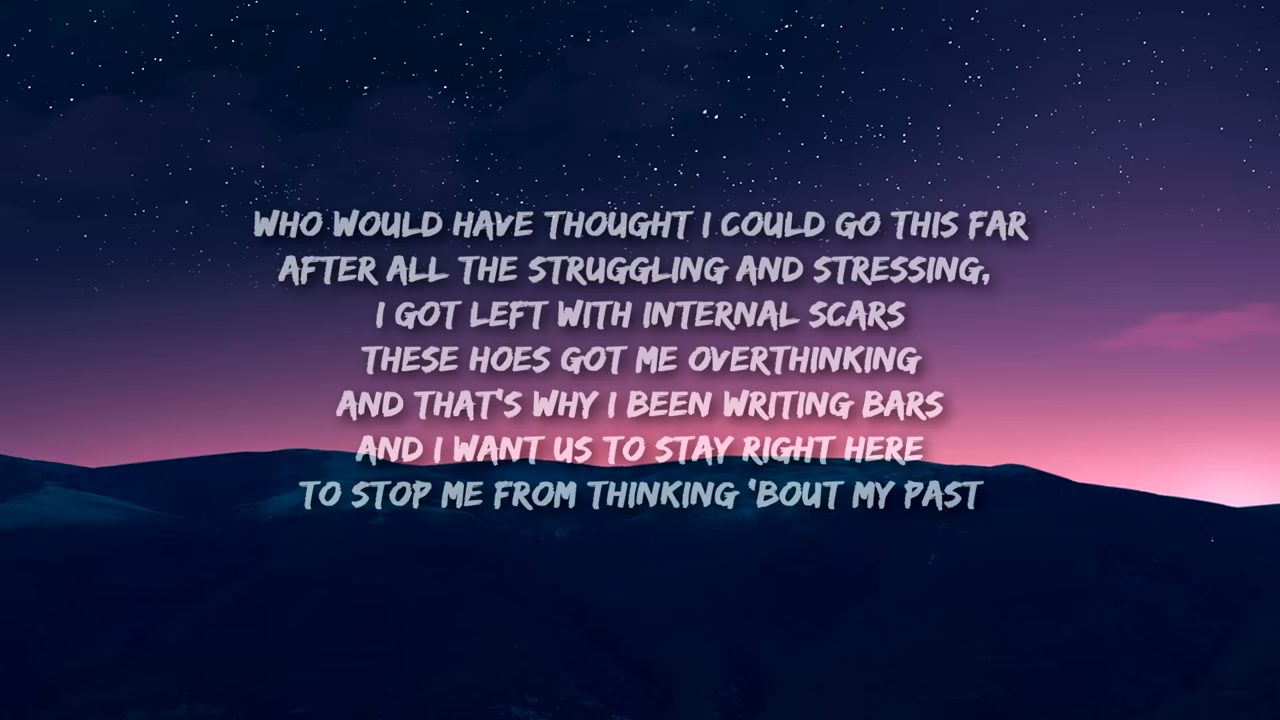 WHO WOULD HAVE THOUGHT I COULD GO THIS FAR
AFTER ALL THE STRUGGLING AND STRESSING,
I GOT LEFT WITH INTERNAL SCARS
THESE HOES GOT ME OVERTHINKING
AND THAT'S WHY I BEEN WRITING BARS
AND I WANT US TO STAY RIGHT HERE
TO STOP ME FROM THINKING 'BOUT MY PAST